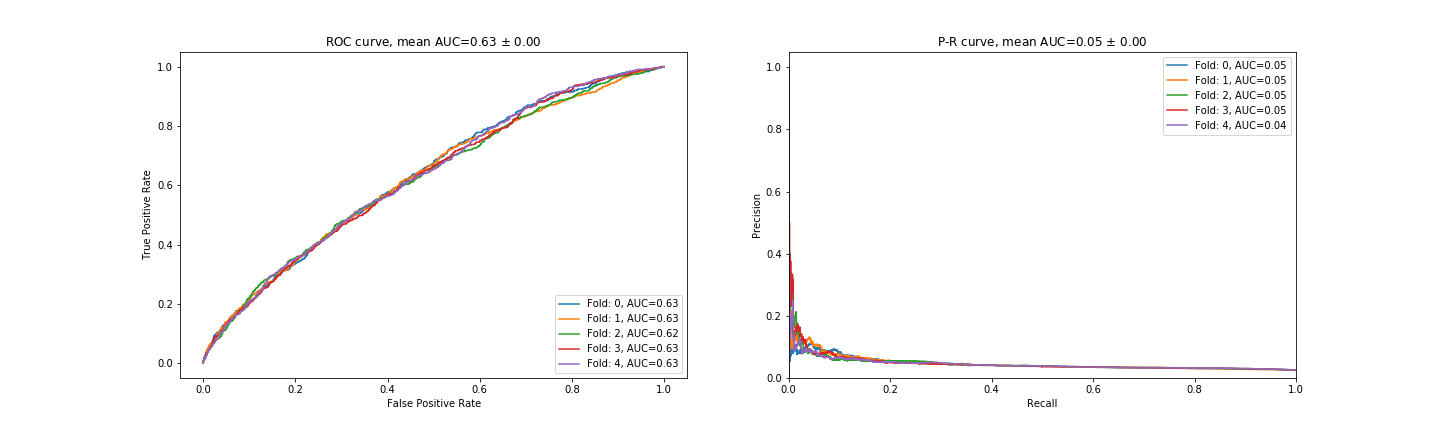 ROC curve, mean AUC=0.63 ± 0.00
True Positive Rate
1.0
0.8
0.6
0.4
0.2
0.0
0.0 0.2 0.4 0.6 0.8 1.0
False Positive Rate
Fold: 0, AUC=0.63
Fold: 1, AUC=0.63
Fold: 2, AUC=0.62
Fold: 3, AUC=0.63
Fold: 4, AUC=0.63
P-R curve, mean AUC=0.05 ± 0.00
Precision
1.0
0.8
0.6
0.4
0.2
0.0
0.0 0.2 0.4 0.6 0.8 1.0
Recall
Fold: 0, AUC=0.05
Fold: 1, AUC=0.05
Fold: 2, AUC=0.05
Fold: 3, AUC=0.05
Fold: 4, AUC=0.04